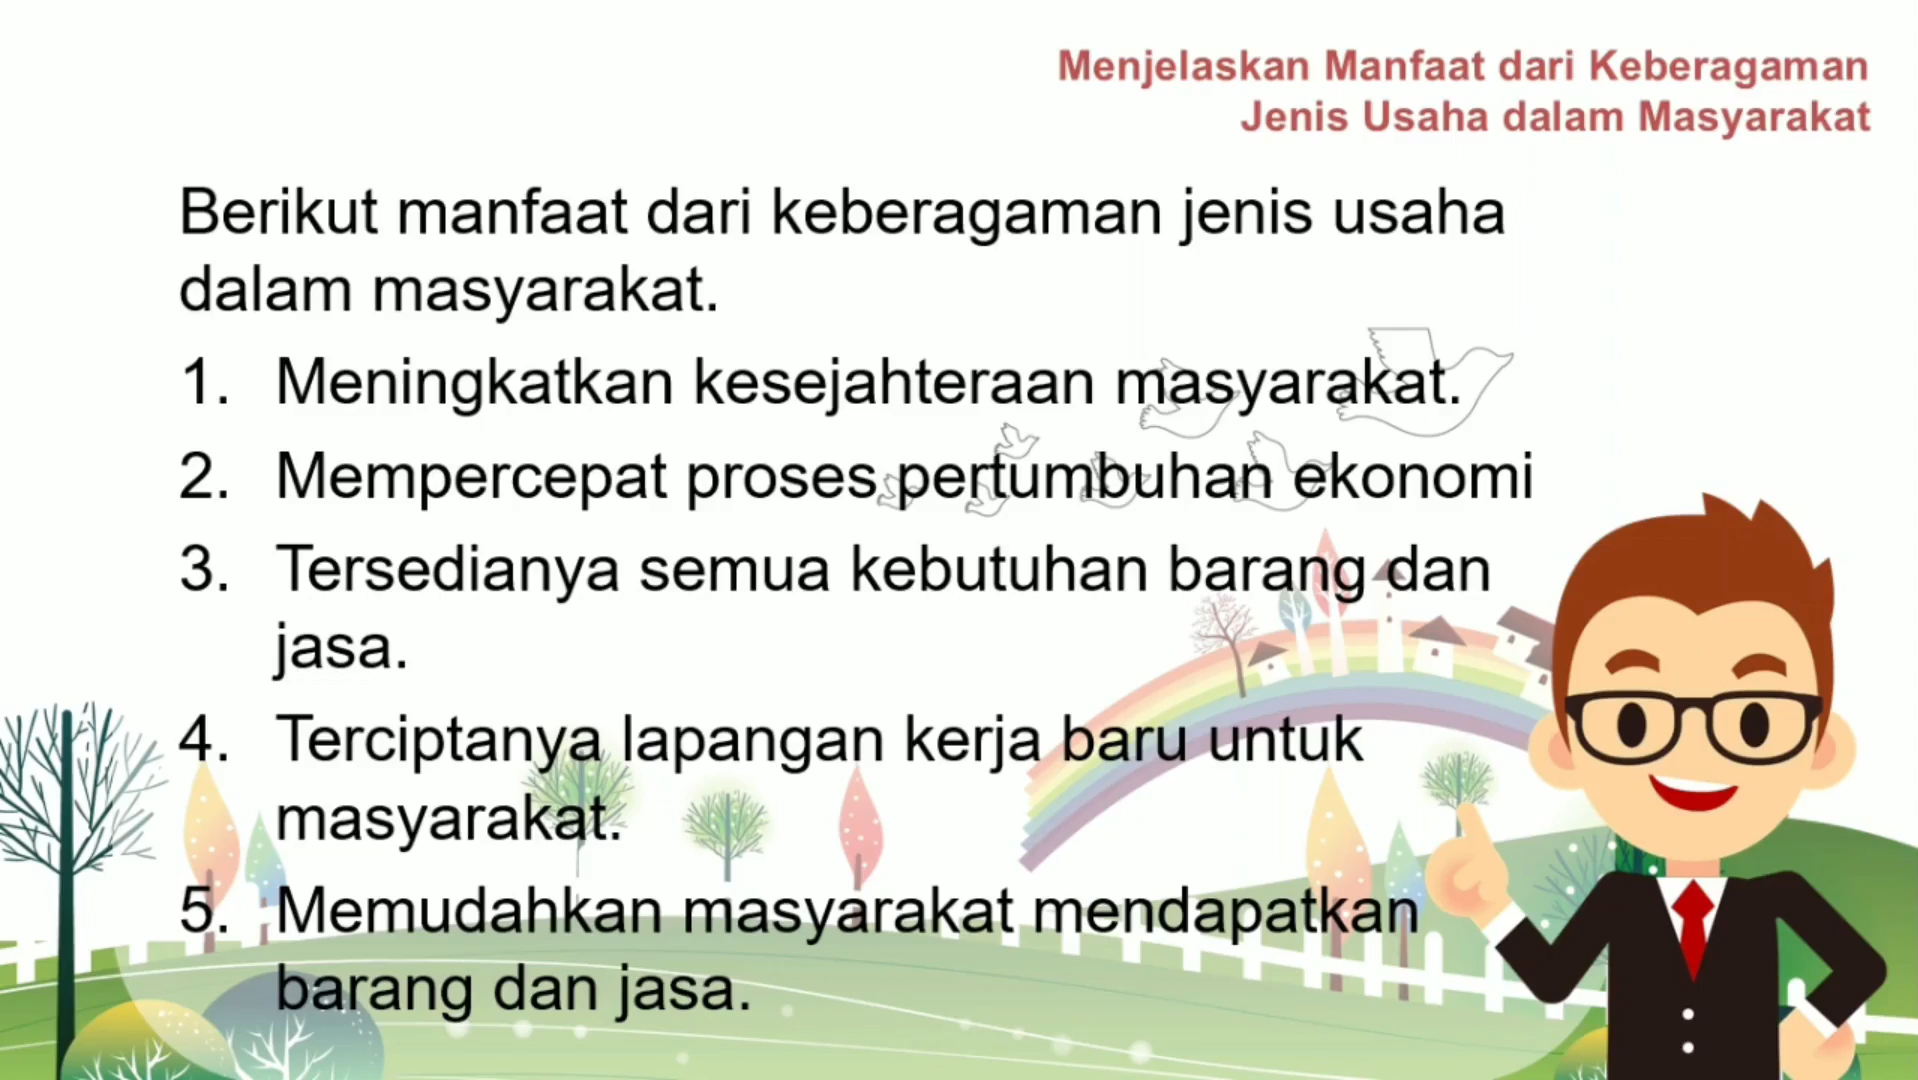 Menjelaskan Manfaat dari Keberagaman
Jenis Usaha dalam Masyarakat
Berikut manfaat dari keberagaman jenis usaha
dalam masyarakat.
1. Meningkatkan kesejahteraan masyarakat.
2. Mempercepat proses pertumbuhan ekonomi
3. Tersedianya semua kebutuhan barang dan
jasa.
4. Terciptanya lapangan kerja baru untuk
masyarakat.
5. Memudahkan masyarakat mendapatkan
barang dan jasa.